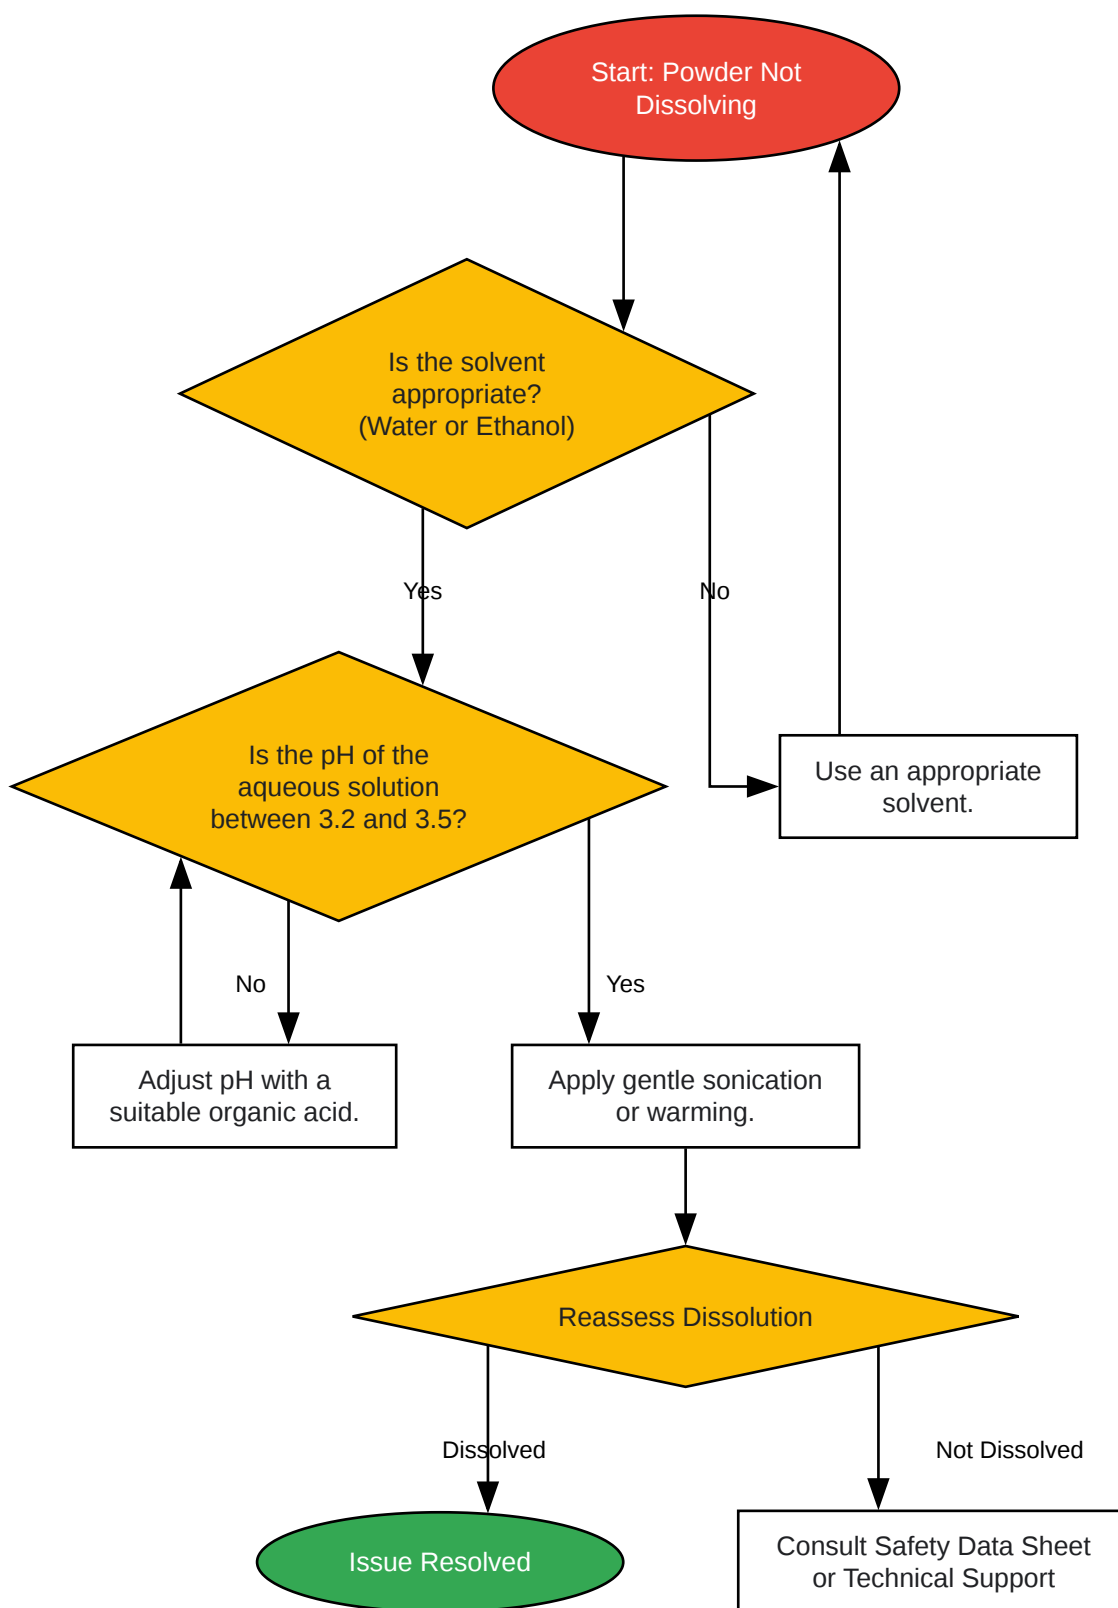 Start: Powder Not
Dissolving
Is the solvent
appropriate?
(Water or Ethanol)
Yes
No
Is the pH of the
aqueous solution
between 3.2 and 3.5?
Use an appropriate
solvent.
No
Yes
Adjust pH with a
suitable organic acid.
Apply gentle sonication
or warming.
Reassess Dissolution
Dissolved
Not Dissolved
Issue Resolved
Consult Safety Data Sheet
or Technical Support